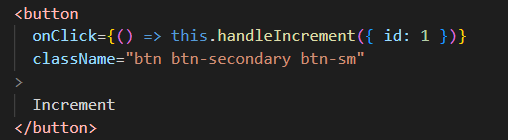 <button
onClick={() => this.handleIncrement({ id: 1 })}
className="btn btn-secondary btn-sm"
>
Increment
</button>